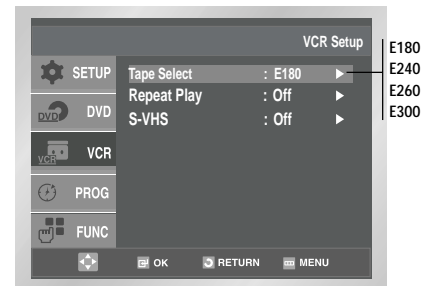 VCR Setup
SETUP
DVD DVD
VCR VCR
PROG
FUNC
Tape Select : E180
Repeat Play : Off
S-VHS : Off
OK RETURN MENU
E180
E240
E260
E300